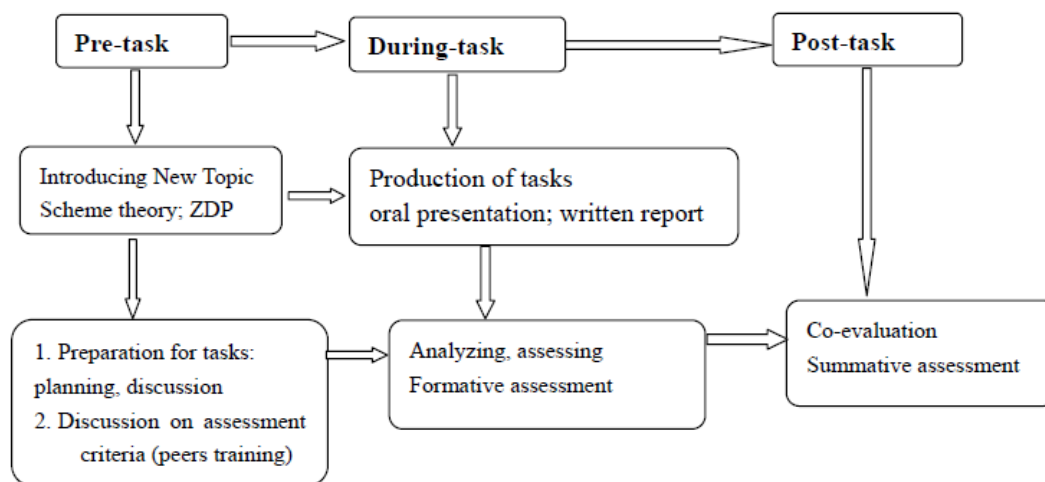 Pre-task
During-task
Post-task
Introducing New Topic
Scheme theory; ZDP
Production of tasks
oral presentation; written report
1. Preparation for tasks:
planning, discussion
2. Discussion on assessment
criteria (peers training)
Analyzing, assessing
Formative assessment
Co-evaluation
Summative assessment